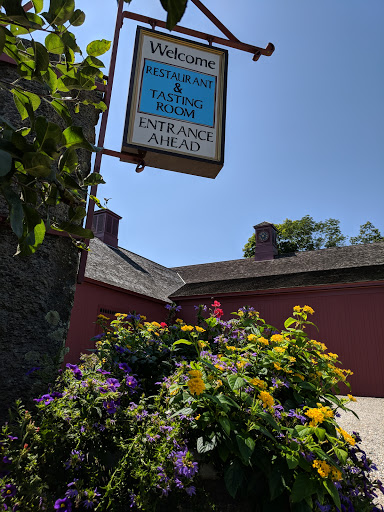 Welcome
RESTAURANT
&
TASTING
ROOM
ENTRANCE
AHEAD